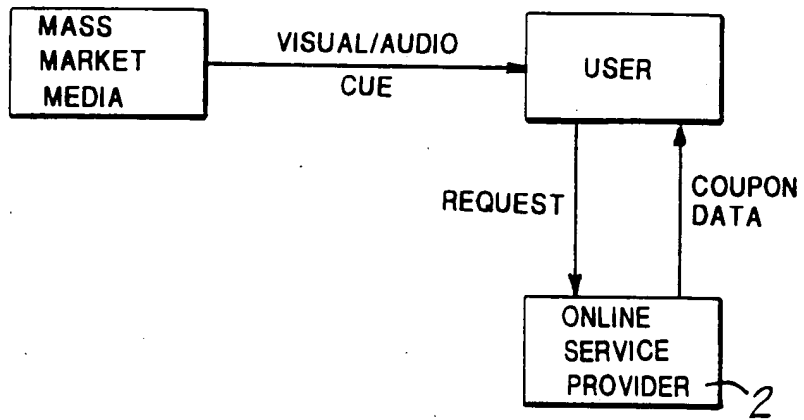 MASS
MARKET
MEDIA
VISUAL/AUDIO
CUE
USER
REQUEST
COUPON
DATA
ONLINE
SERVICE
PROVIDER
2